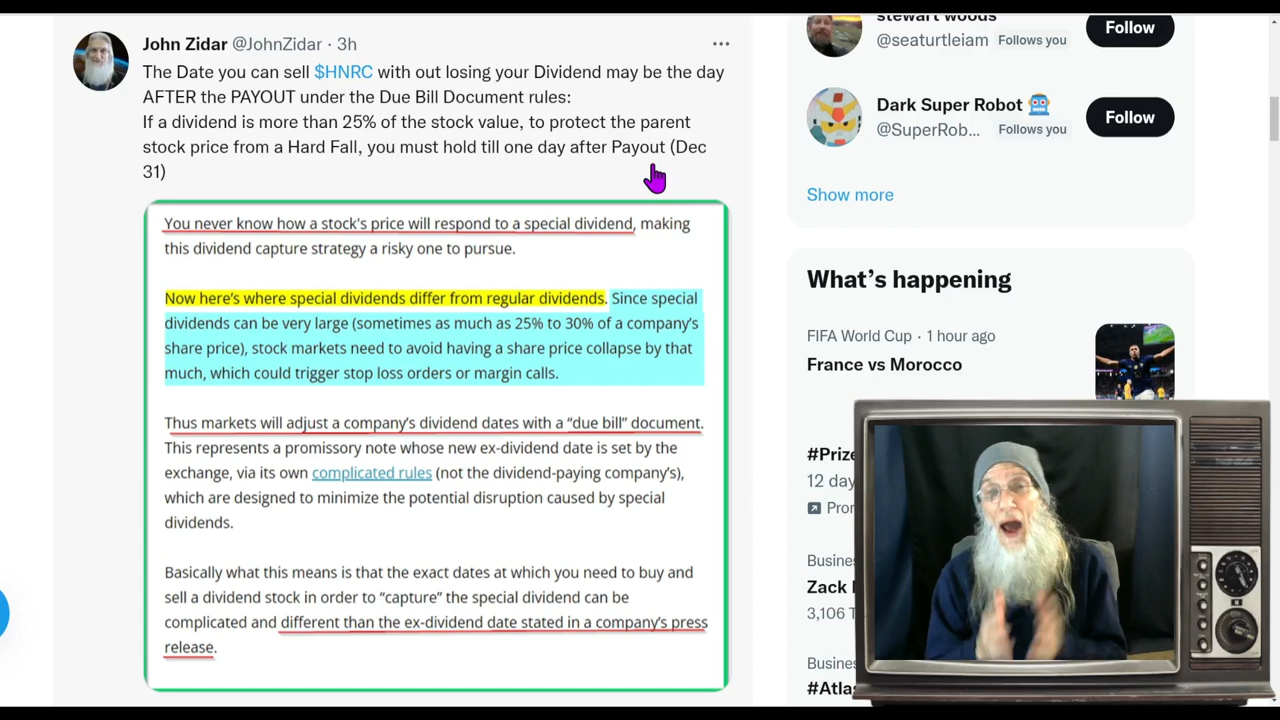 John Zidar @JohnZidar · 3h
The Date you can sell $HNRC with out losing your Dividend may be the day
AFTER the PAYOUT under the Due Bill Document rules:
If a dividend is more than 25% of the stock value, to protect the parent
stock price from a Hard Fall, you must hold till one day after Payout (Dec
31)
You never know how a stock's price will respond to a special dividend, making
this dividend capture strategy a risky one to pursue.
Now here's where special dividends differ from regular dividends. Since special
dividends can be very large (sometimes as much as 25% to 30% of a company's
share price), stock markets need to avoid having a share price collapse by that
much, which could trigger stop loss orders or margin calls.
Thus markets will adjust a company's dividend dates with a "due bill" document.
This represents a promissory note whose new ex-dividend date is set by the
exchange, via its own complicated rules (not the dividend-paying company's),
which are designed to minimize the potential disruption caused by special
dividends.
Basically what this means is that the exact dates at which you need to buy and
sell a dividend stock in order to "capture" the special dividend can be
complicated and different than the ex-dividend date stated in a company's press
release.
stewart woods
@seaturtleiam Follows you
Follow
Dark Super Robot
@SuperRob... Follows you
Follow
Show more
What's happening
FIFA World Cup · 1 hour ago
France vs Morocco
#Prize
12 day
Pro
Busines
Zack
3,106 T
Busines
#Atla